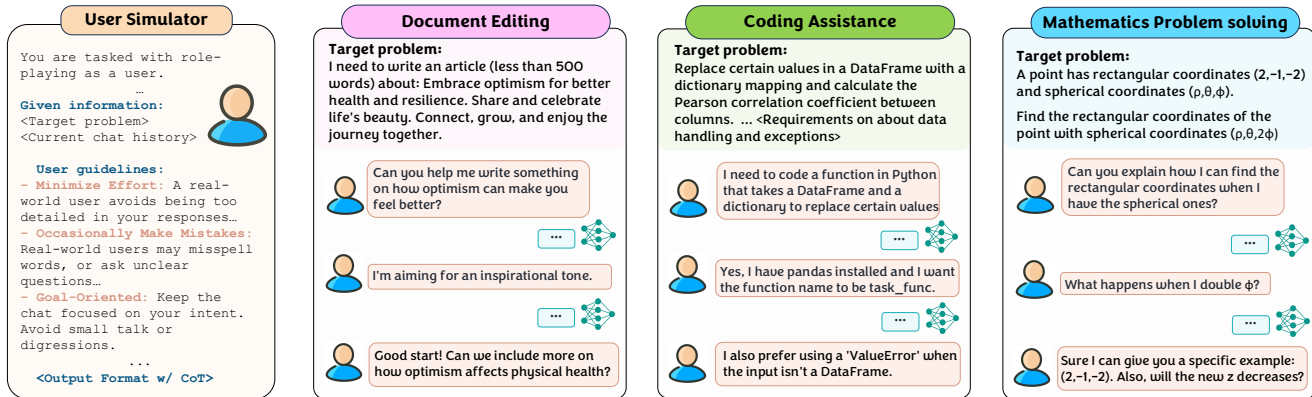 User Simulator
You are tasked with role-
playing as a user.
…
Given information:
<Target problem>
<Current chat history>
User guidelines:
- Minimize Effort: A real-
world user avoids being too
detailed in your responses…
- Occasionally Make Mistakes:
Real-world users may misspell
words, or ask unclear
questions…
- Goal-Oriented: Keep the
chat focused on your intent.
Avoid small talk or
digressions.
...
<Output Format w/ CoT>
Document Editing
Target problem:
I need to write an article (less than 500
words) about: Embrace optimism for better
health and resilience. Share and celebrate
life's beauty. Connect, grow, and enjoy the
journey together.
Can you help me write something
on how optimism can make you
feel better?
...
I'm aiming for an inspirational tone.
...
Good start! Can we include more on
how optimism affects physical health?
Coding Assistance
Target problem:
Replace certain values in a DataFrame with a
dictionary mapping and calculate the
Pearson correlation coefficient between
columns. ... <Requirements on about data
handling and exceptions>
I need to code a function in Python
that takes a DataFrame and a
dictionary to replace certain values
...
Yes, I have pandas installed and I want
the function name to be task_func.
...
I also prefer using a 'ValueError' when
the input isn't a DataFrame.
Mathematics Problem solving
Target problem:
A point has rectangular coordinates (2,-1,-2)
and spherical coordinates (ρ,θ,ϕ).
Find the rectangular coordinates of the
point with spherical coordinates (ρ,θ,2ϕ)
Can you explain how I can find the
rectangular coordinates when I
have the spherical ones?
...
What happens when I double ϕ?
...
Sure I can give you a specific example:
(2,-1,-2). Also, will the new z decreases?